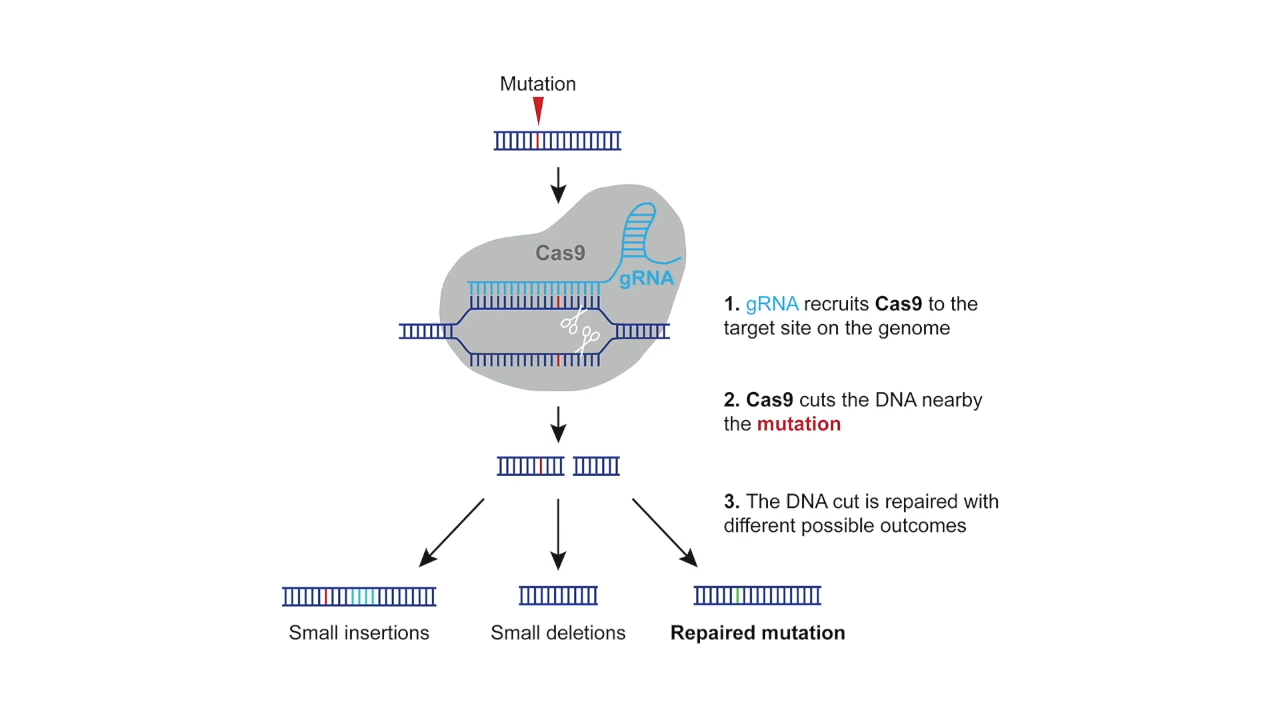 Mutation
Cas9
gRNA
1. gRNA recruits Cas9 to the
target site on the genome
2. Cas9 cuts the DNA nearby
the mutation
3. The DNA cut is repaired with
different possible outcomes
Small insertions
Small deletions
Repaired mutation